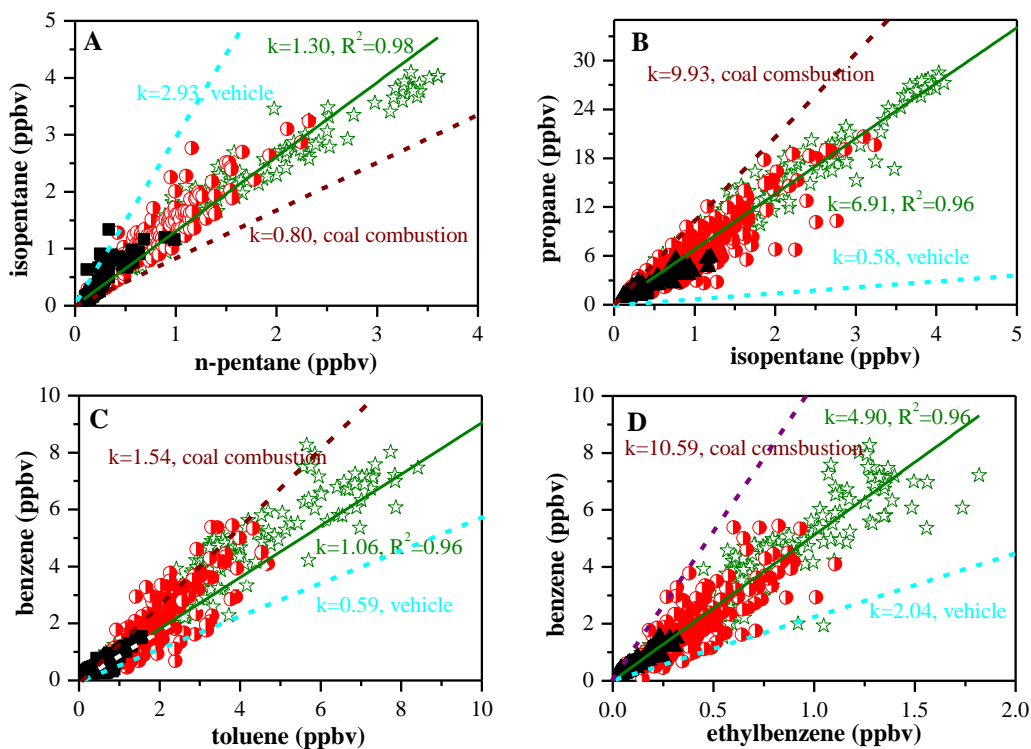 A
k=1.30, R²=0.98
k=2.93, vehicle
k=0.80, coal combustion
isopentane (ppbv)
5
4
3
2
1
0
0 1 2 3 4
n-pentane (ppbv)
B
k=9.93, coal comsbustion
k=6.91, R²=0.96
k=0.58, vehicle
propane (ppbv)
33
27
22
16
11
6
0
0 1 2 3 4 5
isopentane (ppbv)
C
k=1.54, coal combustion
k=1.06, R²=0.96
k=0.59, vehicle
benzene (ppbv)
10
8
6
4
2
0
0 2 4 6 8 10
toluene (ppbv)
D
k=4.90, R²=0.96
k=10.59, coal comsbustion
k=2.04, vehicle
benzene (ppbv)
10
8
6
4
2
0
0.0 0.5 1.0 1.5 2.0
ethylbenzene (ppbv)